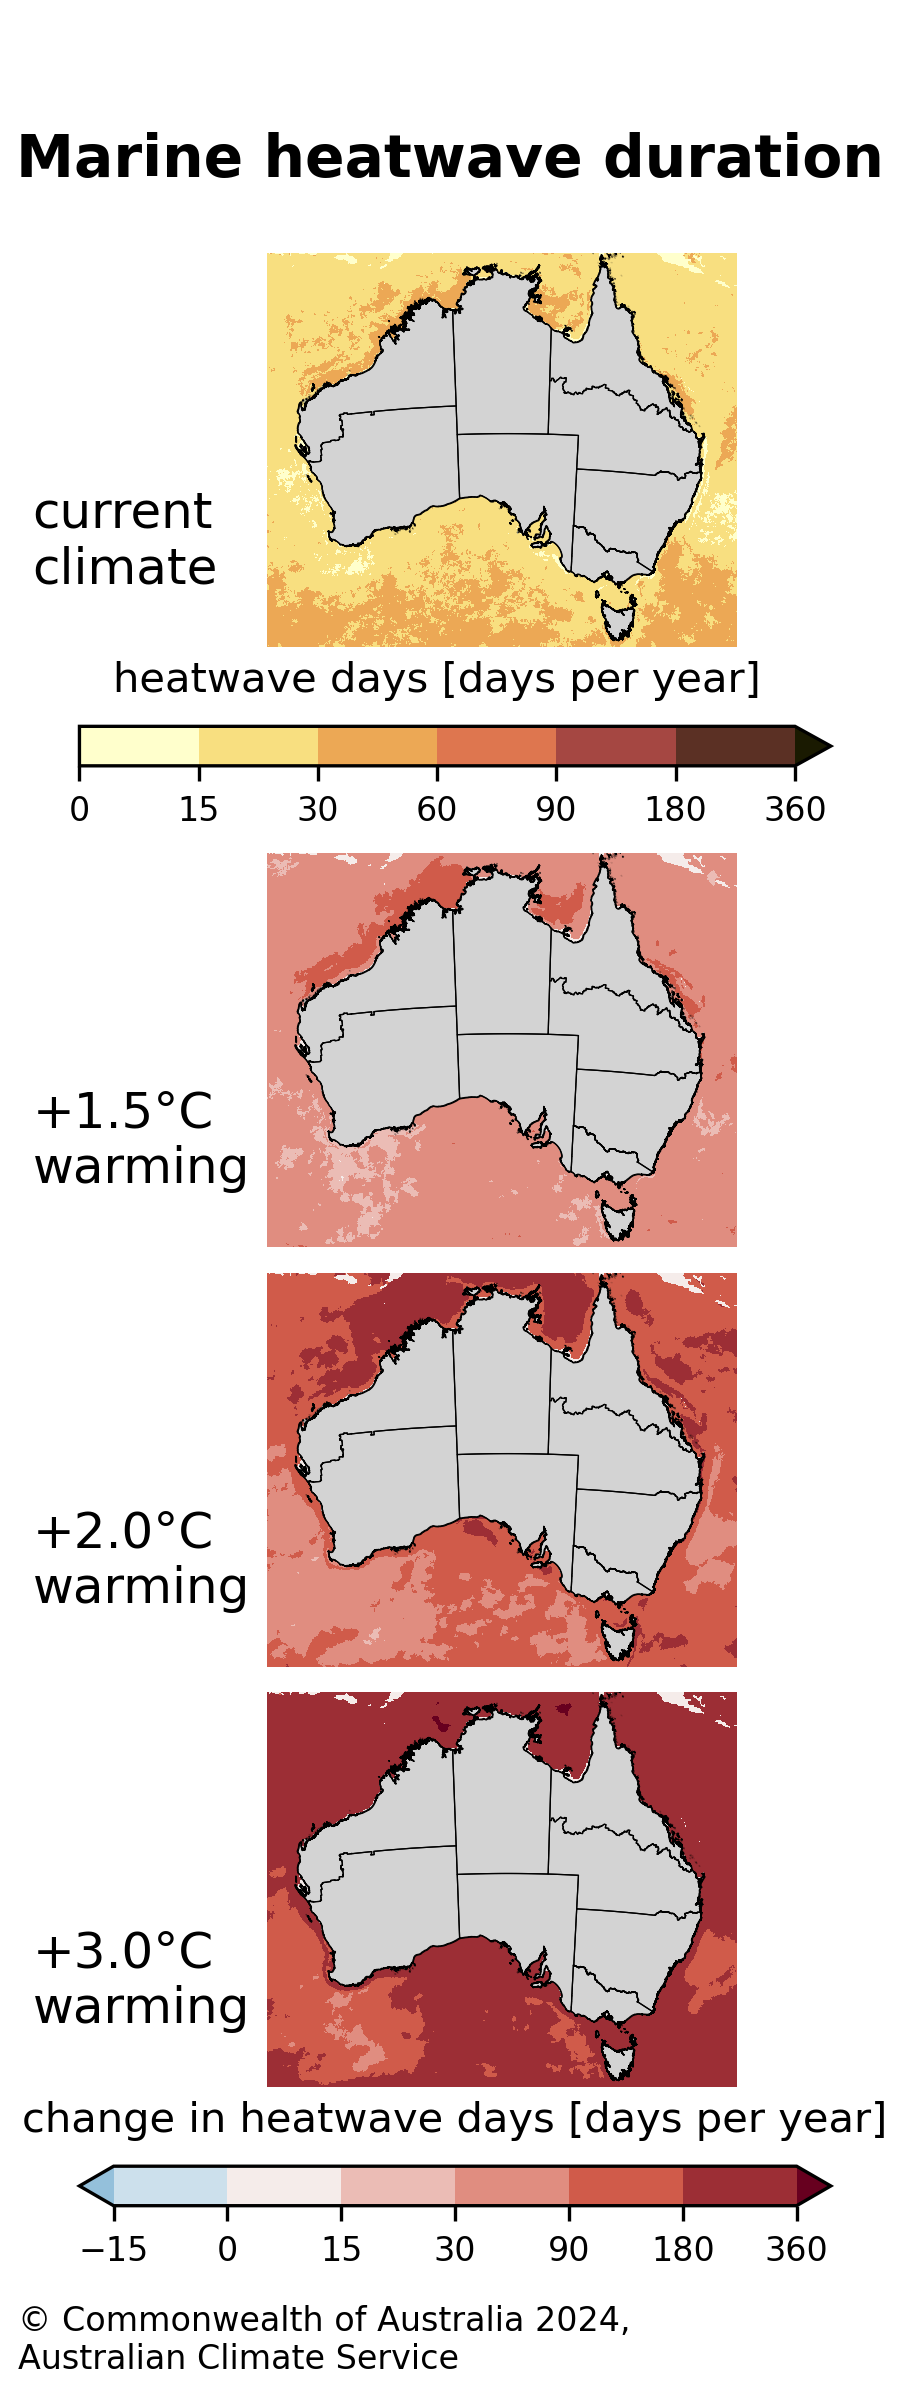 Marine heatwave duration
current
climate
heatwave days [days per year]
0 15 30 60 90 180 360
+1.5°C
warming
+2.0°C
warming
+3.0°C
warming
change in heatwave days [days per year]
−15 0 15 30 90 180 360
© Commonwealth of Australia 2024,
Australian Climate Service